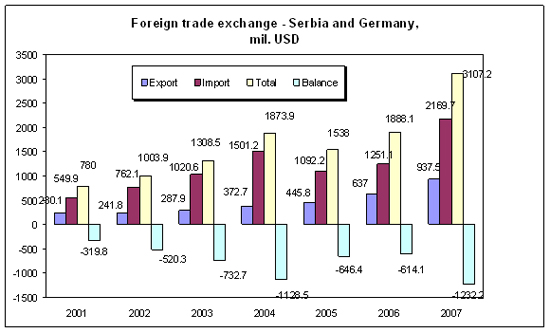 Foreign trade exchange - Serbia and Germany,
mil. USD
Export Import Total Balance
3500
3000
2500
2000
1500
1000
500
0
-500
-1000
-1500
230.1 549.9 780 -319.8
241.8 762.1 1003.9 -520.3
287.9 1020.6 1308.5 -732.7
372.7 1501.2 1873.9 -1128.5
445.8 1092.2 1538 -646.4
637 1251.1 1888.1 -614.1
937.5 2169.7 3107.2 -1232.2
2001 2002 2003 2004 2005 2006 2007